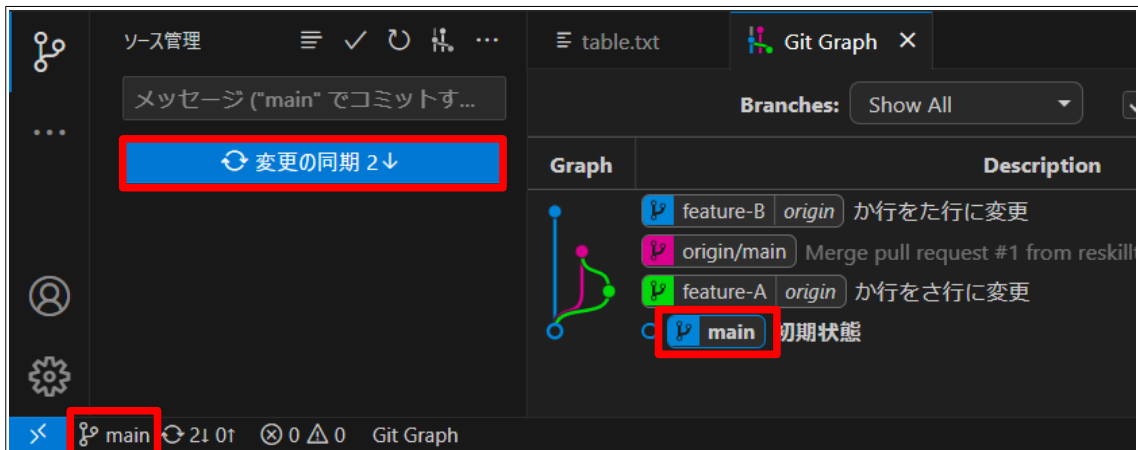 ソース管理
table.txt
Git Graph
メッセージ ("main" でコミットす...
Branches: Show All
変更の同期 2↓
Graph Description
feature-B origin か行をた行に変更
origin/main Merge pull request #1 from reskillt
feature-A origin か行をさ行に変更
main 初期状態
main 2↓ 0↑ 0 0 Git Graph